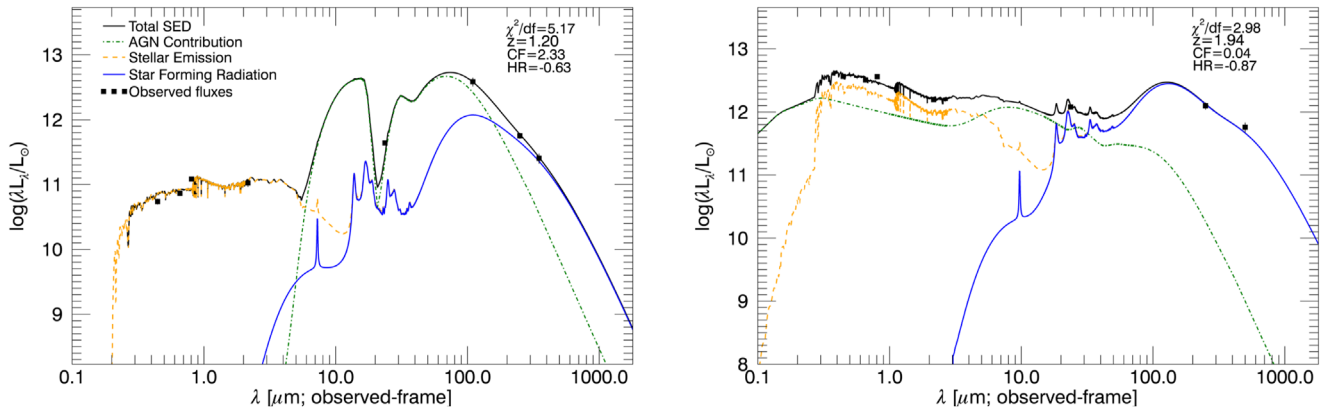 Total SED
AGN Contribution
Stellar Emission
Star Forming Radiation
Observed fluxes
χ²/df=5.17
z=1.20
CF=2.33
HR=-0.63
13
12
11
10
9
log(λL_λ/L_⊙)
0.1 1.0 10.0 100.0 1000.0
λ [μm; observed-frame]
χ²/df=2.98
z=1.94
CF=0.04
HR=-0.87
13
12
11
10
9
8
log(λL_λ/L_⊙)
0.1 1.0 10.0 100.0 1000.0
λ [μm; observed-frame]